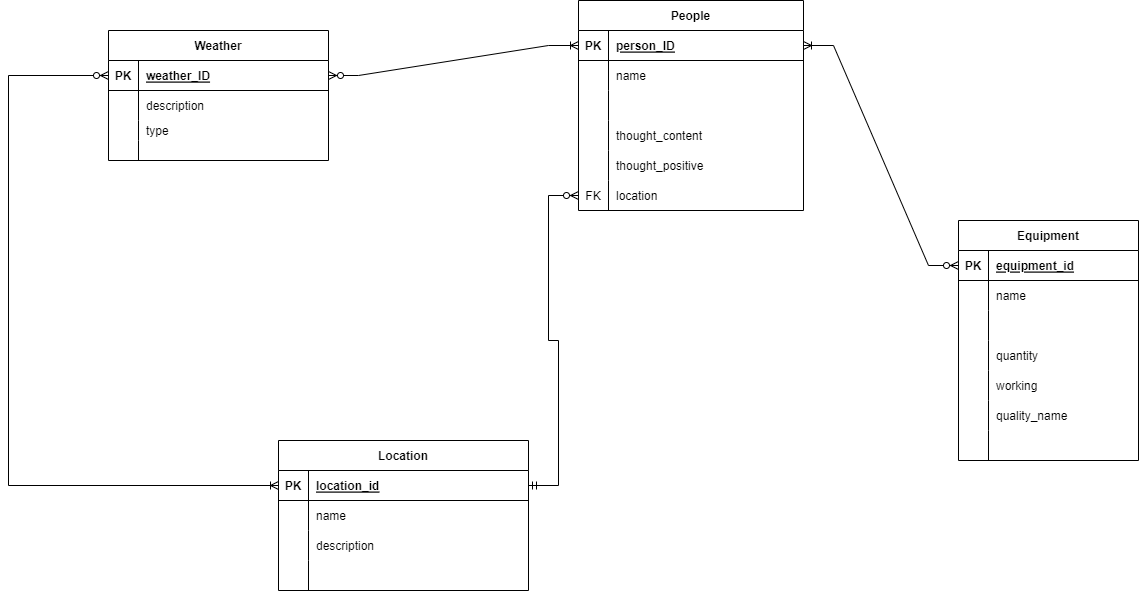 People
PK person_ID
name
thought_content
thought_positive
FK location
Weather
PK weather_ID
description
type
Equipment
PK equipment_id
name
quantity
working
quality_name
Location
PK location_id
name
description